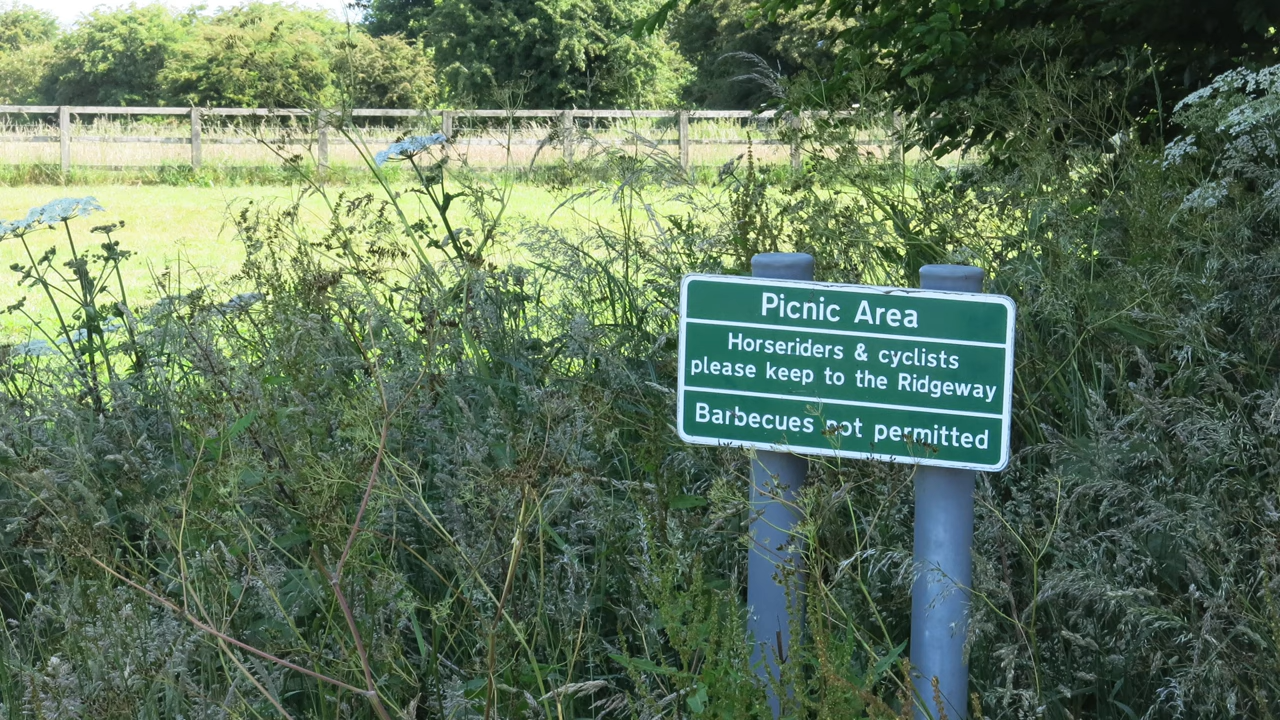 Picnic Area
Horseriders & cyclists
please keep to the Ridgeway
Barbecues not permitted